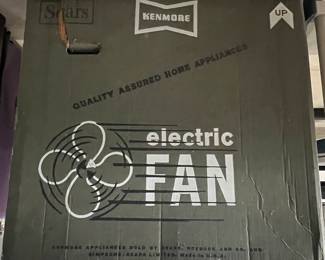 Sears
KENMORE
UP
QUALITY ASSURED HOME APPLIANCES
electric
FAN
KENMORE APPLIANCES SOLD BY SEARS, ROEBUCK AND CO. AND
SIMPSONS-SEARS LIMITED. Made in U.S.A.